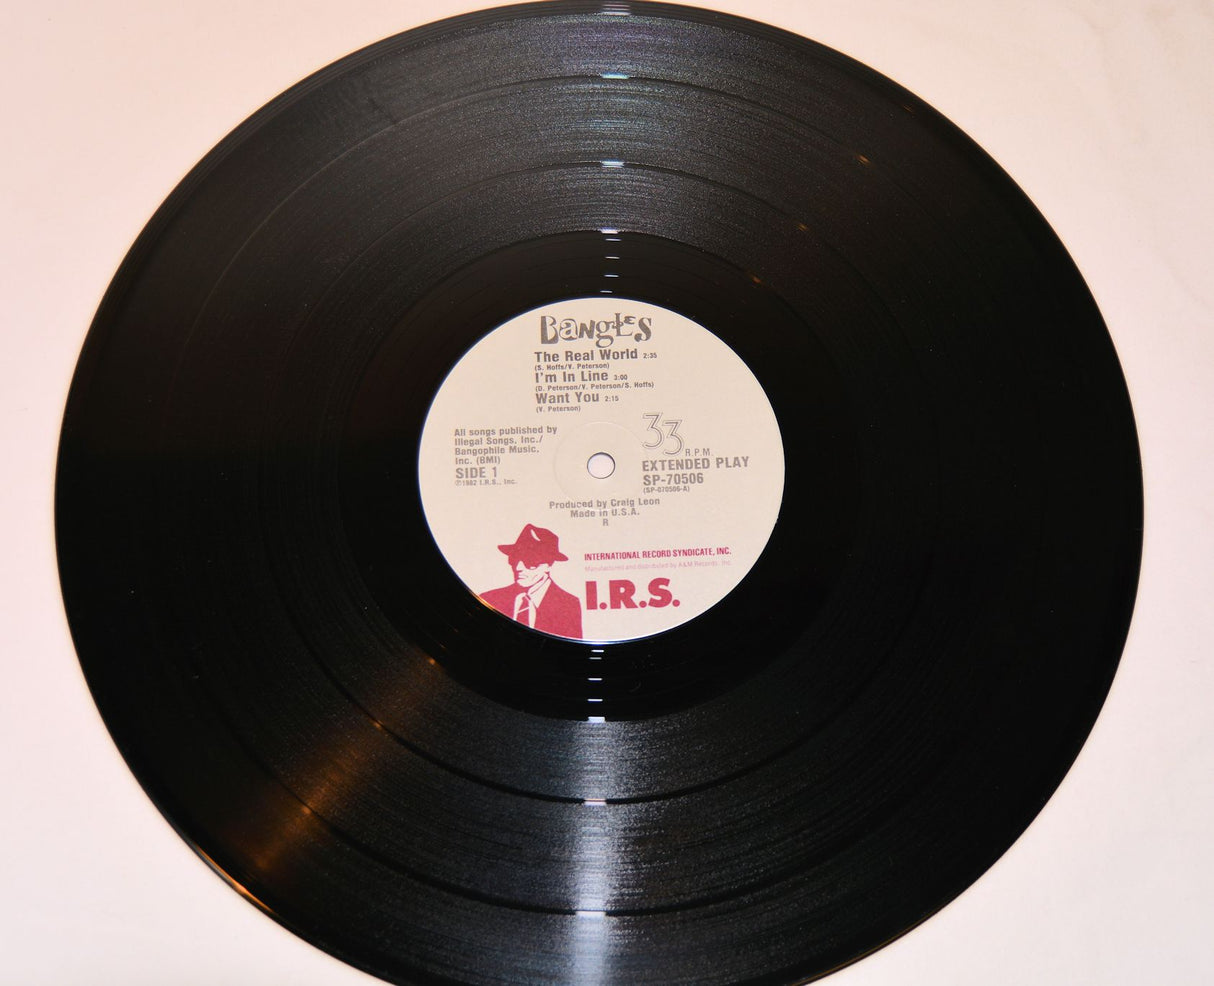 BANGLES
The Real World 2:35
(S. Hoffs/V. Peterson)
I'm In Line 3:00
(D. Peterson/V. Peterson/S. Hoffs)
Want You 2:15
(V. Peterson)
All songs published by
Illegal Songs, Inc./
Bangophile Music,
Inc. (BMI)
SIDE 1
℗1982 I.R.S., Inc.
33 R.P.M.
EXTENDED PLAY
SP-70506
(SP-070506-A)
Produced by Craig Leon
Made in U.S.A.
R
INTERNATIONAL RECORD SYNDICATE, INC.
Manufactured and distributed by A&M Records, Inc.
I.R.S.